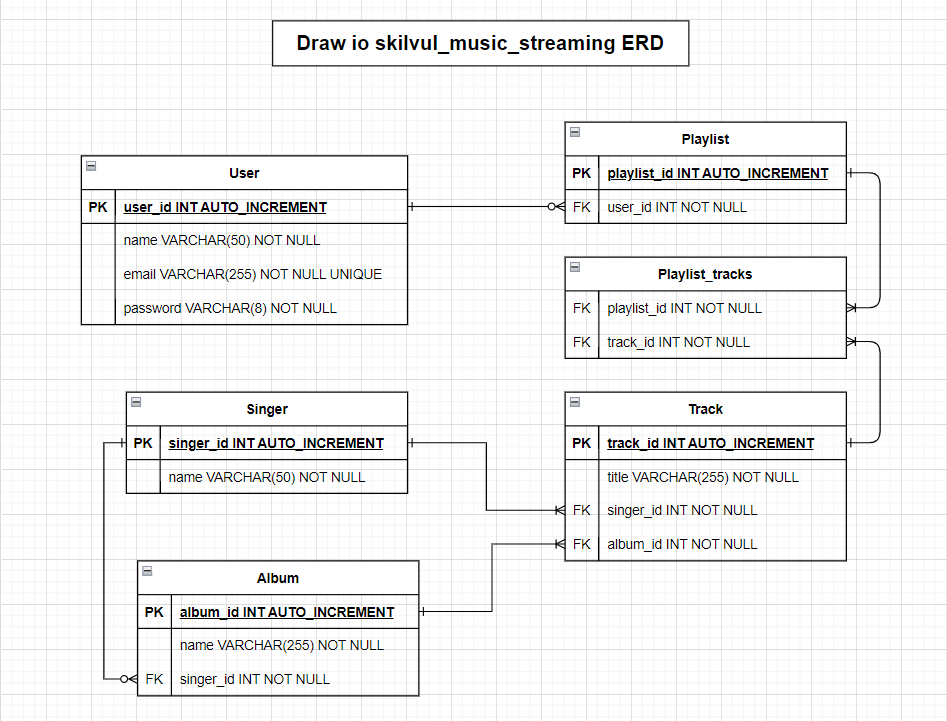 Draw io skilvul_music_streaming ERD
User
PK user_id INT AUTO_INCREMENT
name VARCHAR(50) NOT NULL
email VARCHAR(255) NOT NULL UNIQUE
password VARCHAR(8) NOT NULL
Playlist
PK playlist_id INT AUTO_INCREMENT
FK user_id INT NOT NULL
Playlist_tracks
FK playlist_id INT NOT NULL
FK track_id INT NOT NULL
Singer
PK singer_id INT AUTO_INCREMENT
name VARCHAR(50) NOT NULL
Track
PK track_id INT AUTO_INCREMENT
title VARCHAR(255) NOT NULL
FK singer_id INT NOT NULL
FK album_id INT NOT NULL
Album
PK album_id INT AUTO_INCREMENT
name VARCHAR(255) NOT NULL
FK singer_id INT NOT NULL